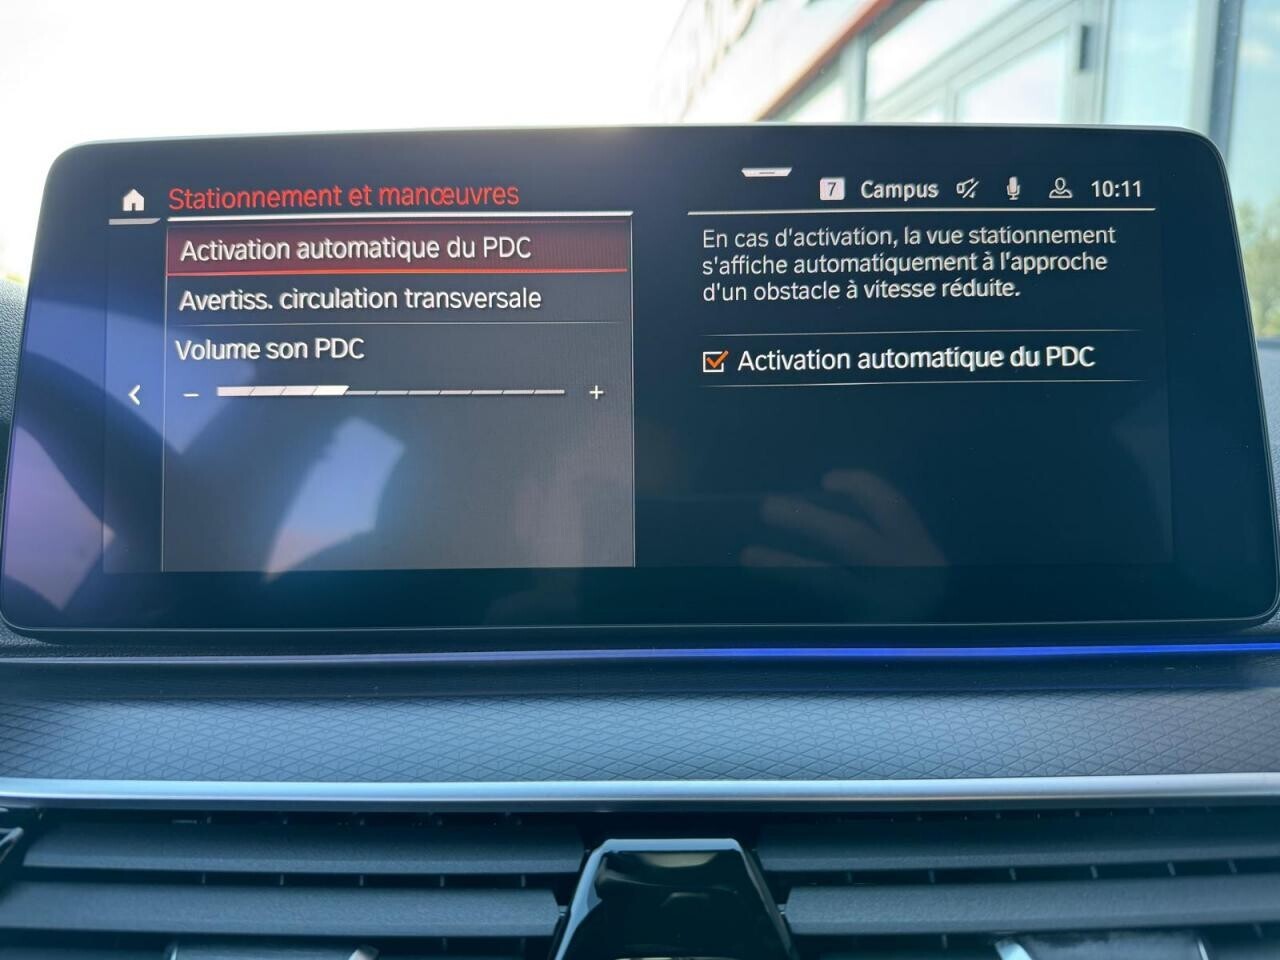 Stationnement et manœuvres
7 Campus 10:11
Activation automatique du PDC
Avertiss. circulation transversale
Volume son PDC
- +
En cas d'activation, la vue stationnement
s'affiche automatiquement à l'approche
d'un obstacle à vitesse réduite.
Activation automatique du PDC